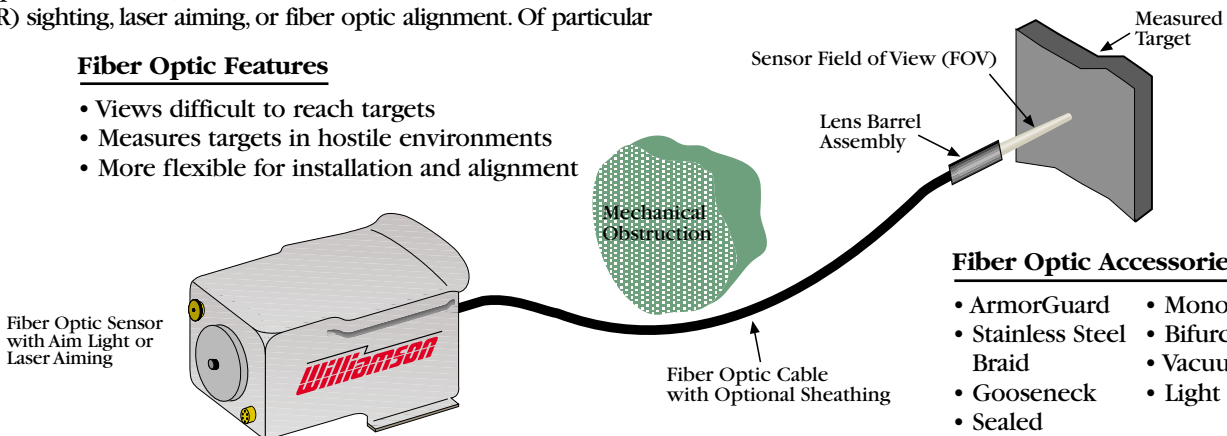 R) sighting, laser aiming, or fiber optic alignment. Of particular
Fiber Optic Features
• Views difficult to reach targets
• Measures targets in hostile environments
• More flexible for installation and alignment
Measured
Target
Sensor Field of View (FOV)
Lens Barrel
Assembly
Mechanical
Obstruction
Fiber Optic Sensor
with Aim Light or
Laser Aiming
Williamson
Fiber Optic Cable
with Optional Sheathing
Fiber Optic Accessorie
• ArmorGuard
• Stainless Steel
Braid
• Gooseneck
• Sealed
• Mono
• Bifurc
• Vacuu
• Light